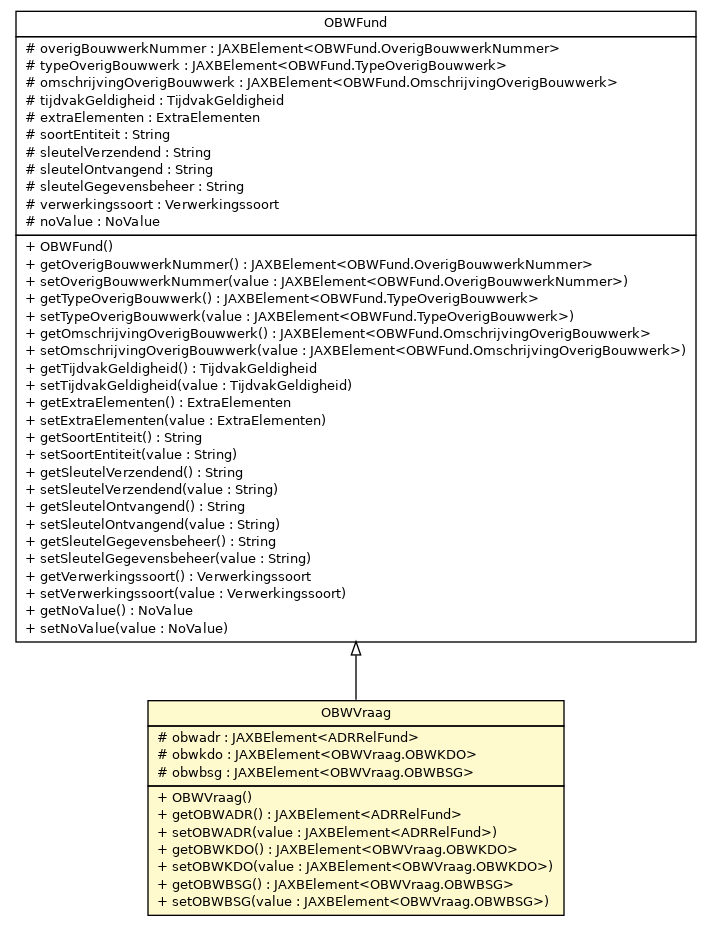 OBWFund
# overigBouwwerkNummer : JAXBElement<OBWFund.OverigBouwwerkNummer>
# typeOverigBouwwerk : JAXBElement<OBWFund.TypeOverigBouwwerk>
# omschrijvingOverigBouwwerk : JAXBElement<OBWFund.OmschrijvingOverigBouwwerk>
# tijdvakGeldigheid : TijdvakGeldigheid
# extraElementen : ExtraElementen
# soortEntiteit : String
# sleutelVerzendend : String
# sleutelOntvangend : String
# sleutelGegevensbeheer : String
# verwerkingssoort : Verwerkingssoort
# noValue : NoValue
+ OBWFund()
+ getOverigBouwwerkNummer() : JAXBElement<OBWFund.OverigBouwwerkNummer>
+ setOverigBouwwerkNummer(value : JAXBElement<OBWFund.OverigBouwwerkNummer>)
+ getTypeOverigBouwwerk() : JAXBElement<OBWFund.TypeOverigBouwwerk>
+ setTypeOverigBouwwerk(value : JAXBElement<OBWFund.TypeOverigBouwwerk>)
+ getOmschrijvingOverigBouwwerk() : JAXBElement<OBWFund.OmschrijvingOverigBouwwerk>
+ setOmschrijvingOverigBouwwerk(value : JAXBElement<OBWFund.OmschrijvingOverigBouwwerk>)
+ getTijdvakGeldigheid() : TijdvakGeldigheid
+ setTijdvakGeldigheid(value : TijdvakGeldigheid)
+ getExtraElementen() : ExtraElementen
+ setExtraElementen(value : ExtraElementen)
+ getSoortEntiteit() : String
+ setSoortEntiteit(value : String)
+ getSleutelVerzendend() : String
+ setSleutelVerzendend(value : String)
+ getSleutelOntvangend() : String
+ setSleutelOntvangend(value : String)
+ getSleutelGegevensbeheer() : String
+ setSleutelGegevensbeheer(value : String)
+ getVerwerkingssoort() : Verwerkingssoort
+ setVerwerkingssoort(value : Verwerkingssoort)
+ getNoValue() : NoValue
+ setNoValue(value : NoValue)
OBWVraag
# obwadr : JAXBElement<ADRRelFund>
# obwkdo : JAXBElement<OBWVraag.OBWKDO>
# obwbsg : JAXBElement<OBWVraag.OBWBSG>
+ OBWVraag()
+ getOBWADR() : JAXBElement<ADRRelFund>
+ setOBWADR(value : JAXBElement<ADRRelFund>)
+ getOBWKDO() : JAXBElement<OBWVraag.OBWKDO>
+ setOBWKDO(value : JAXBElement<OBWVraag.OBWKDO>)
+ getOBWBSG() : JAXBElement<OBWVraag.OBWBSG>
+ setOBWBSG(value : JAXBElement<OBWVraag.OBWBSG>)